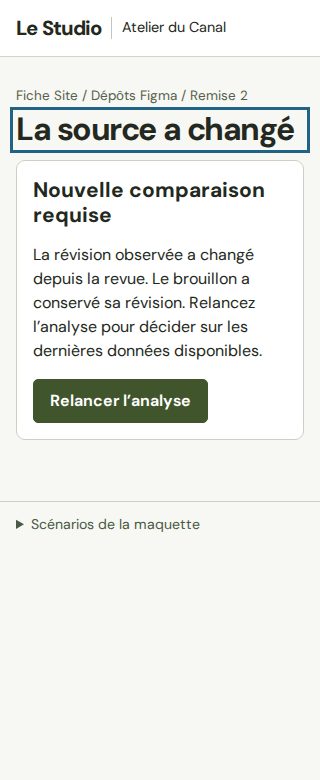 Le Studio Atelier du Canal
Fiche Site / Dépôts Figma / Remise 2
La source a changé
Nouvelle comparaison
requise
La révision observée a changé
depuis la revue. Le brouillon a
conservé sa révision. Relancez
l’analyse pour décider sur les
dernières données disponibles.
Relancer l’analyse
Scénarios de la maquette